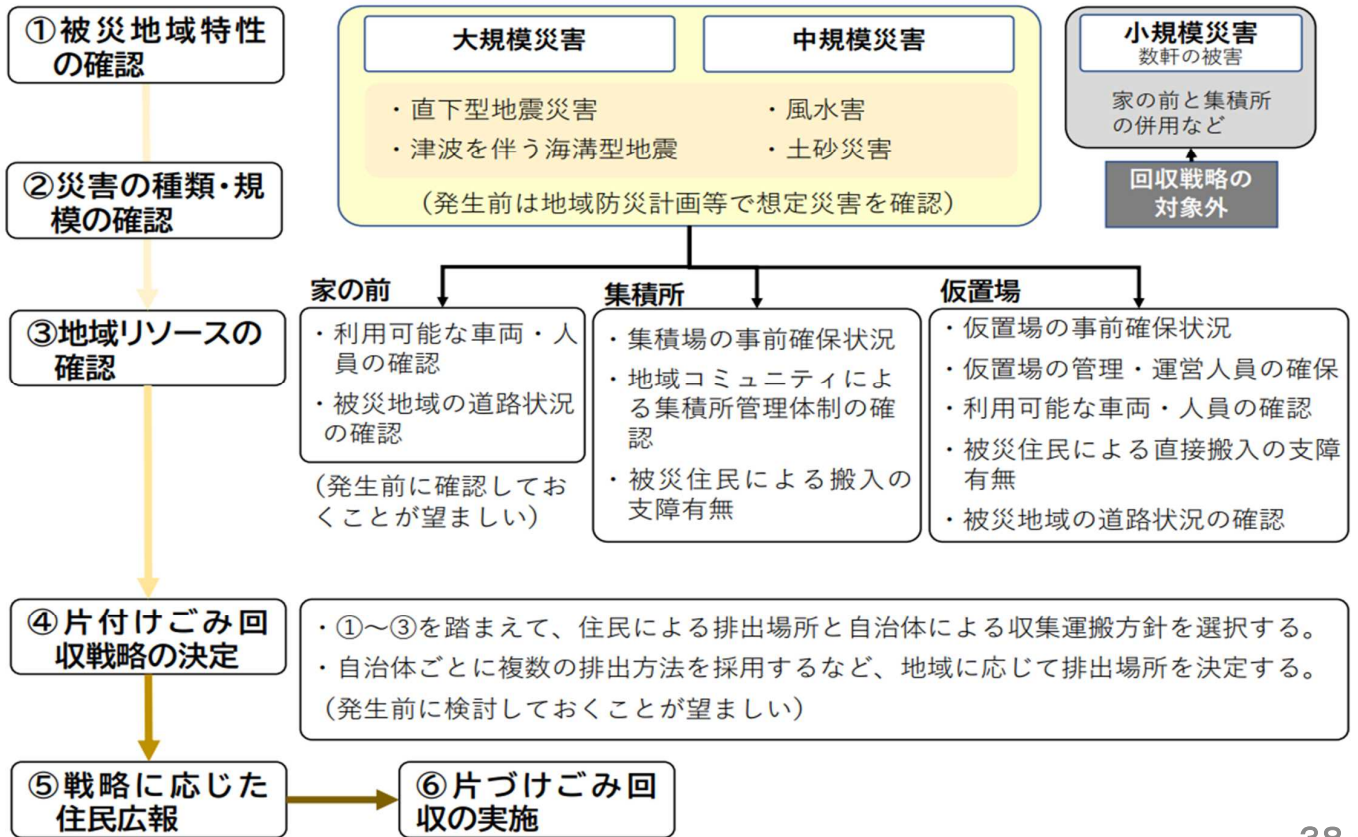 ①被災地域特性
の確認
大規模災害
中規模災害
・直下型地震災害
・風水害
・津波を伴う海溝型地震
・土砂災害
（発生前は地域防災計画等で想定災害を確認）
小規模災害
数軒の被害
家の前と集積所
の併用など
回収戦略の
対象外
②災害の種類・規
模の確認
③地域リソースの
確認
家の前
・利用可能な車両・人
員の確認
・被災地域の道路状況
の確認
（発生前に確認してお
くことが望ましい）
集積所
・集積場の事前確保状況
・地域コミュニティによ
る集積所管理体制の確
認
・被災住民による搬入の
支障有無
仮置場
・仮置場の事前確保状況
・仮置場の管理・運営人員の確保
・利用可能な車両・人員の確認
・被災住民による直接搬入の支障
有無
・被災地域の道路状況の確認
④片付けごみ回
収戦略の決定
・①～③を踏まえて、住民による排出場所と自治体による収集運搬方針を選択する。
・自治体ごとに複数の排出方法を採用するなど、地域に応じて排出場所を決定する。
（発生前に検討しておくことが望ましい）
⑤戦略に応じた
住民広報
⑥片づけごみ回
収の実施
38